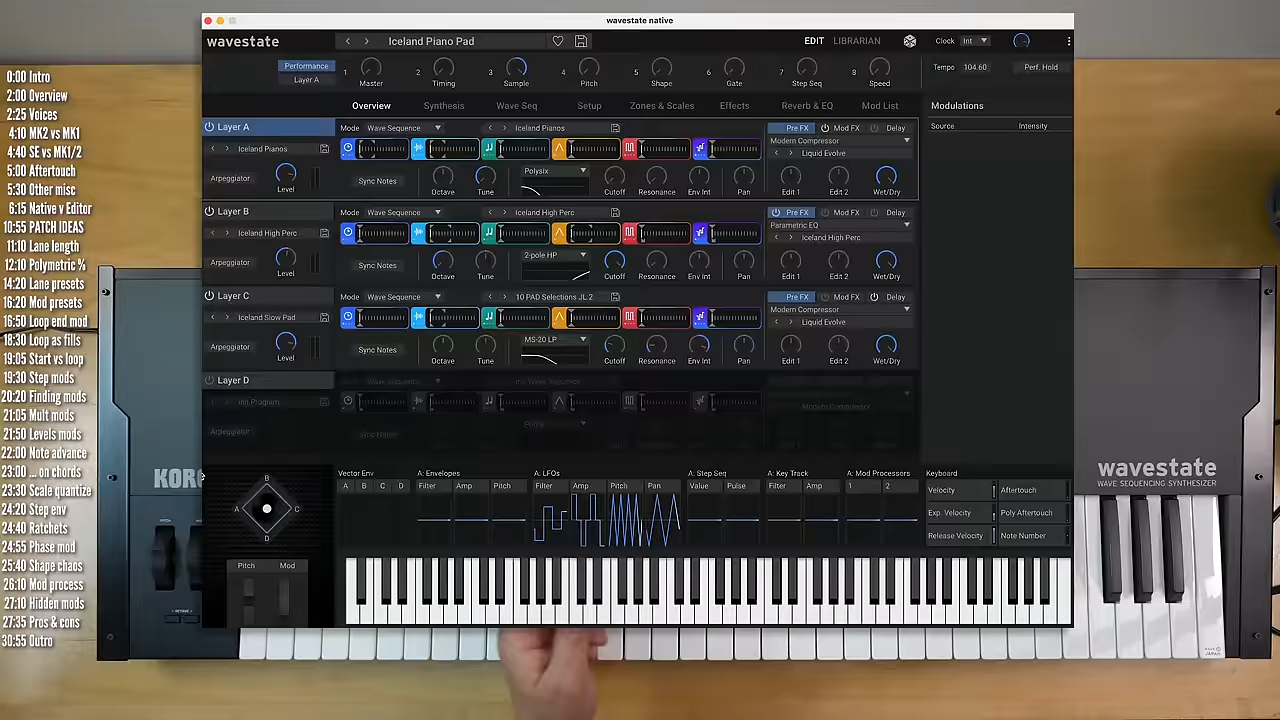 wavestate native
wavestate
Iceland Piano Pad
EDIT LIBRARIAN
Clock Int
Performance
Layer A
1 Master
2 Timing
3 Sample
4 Pitch
5 Shape
6 Gate
7 Step Seq
8 Speed
Tempo 104.60 Perf. Hold
Overview Synthesis Wave Seq Setup Zones & Scales Effects Reverb & EQ Mod List
Modulations
Source Intensity
Layer A
Mode Wave Sequence Iceland Pianos
Pre FX Mod FX Delay
Modern Compressor
Iceland Pianos
Liquid Evolve
Arpeggiator Level
Sync Notes
Octave Tune
Polysix
Cutoff Resonance Env Int Pan
Edit 1 Edit 2 Wet/Dry
Layer B
Mode Wave Sequence Iceland High Perc
Pre FX Mod FX Delay
Parametric EQ
Iceland High Perc
Iceland High Perc
Arpeggiator Level
Sync Notes
Octave Tune
2-pole HP
Cutoff Resonance Env Int Pan
Edit 1 Edit 2 Wet/Dry
Layer C
Mode Wave Sequence 10 PAD Selections JL 2
Pre FX Mod FX Delay
Modern Compressor
Iceland Slow Pad
Liquid Evolve
Arpeggiator Level
Sync Notes
Octave Tune
MS-20 LP
Cutoff Resonance Env Int Pan
Edit 1 Edit 2 Wet/Dry
Layer D
Mode Wave Sequence Init Wave Sequence
Init Program
Modern Compressor
Arpeggiator
Sync Notes
B
A C
D
Pitch Mod
Vector Env
A B C D
A: Envelopes
Filter Amp Pitch
A: LFOs
Filter Amp Pitch Pan
A: Step Seq
Value Pulse
A: Key Track
Filter Amp
A: Mod Processors
1 2
Keyboard
Velocity Aftertouch
Exp. Velocity Poly Aftertouch
Release Velocity Note Number
0:00 Intro
2:00 Overview
2:25 Voices
4:10 MK2 vs MK1
4:40 SE vs MK1/2
5:00 Aftertouch
5:30 Other misc
6:15 Native v Editor
10:55 PATCH IDEAS
11:10 Lane length
12:10 Polymetric %
14:20 Lane presets
16:20 Mod presets
16:50 Loop end mod
18:30 Loop as fills
19:05 Start vs loop
19:30 Step mods
20:20 Finding mods
21:05 Mult mods
21:50 Levels mods
22:00 Note advance
23:00 ... on chords
23:30 Scale quantize
24:20 Step env
24:40 Ratchets
24:55 Phase mod
25:40 Shape chaos
26:10 Mod process
27:10 Hidden mods
27:35 Pros & cons
30:55 Outro
KORG
wavestate
WAVE SEQUENCING SYNTHESIZER